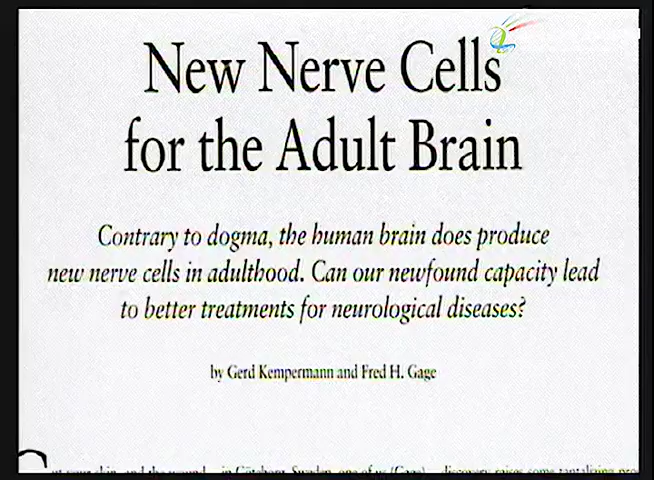 New Nerve Cells
for the Adult Brain
Contrary to dogma, the human brain does produce
new nerve cells in adulthood. Can our newfound capacity lead
to better treatments for neurological diseases?
by Gerd Kempermann and Fred H. Gage